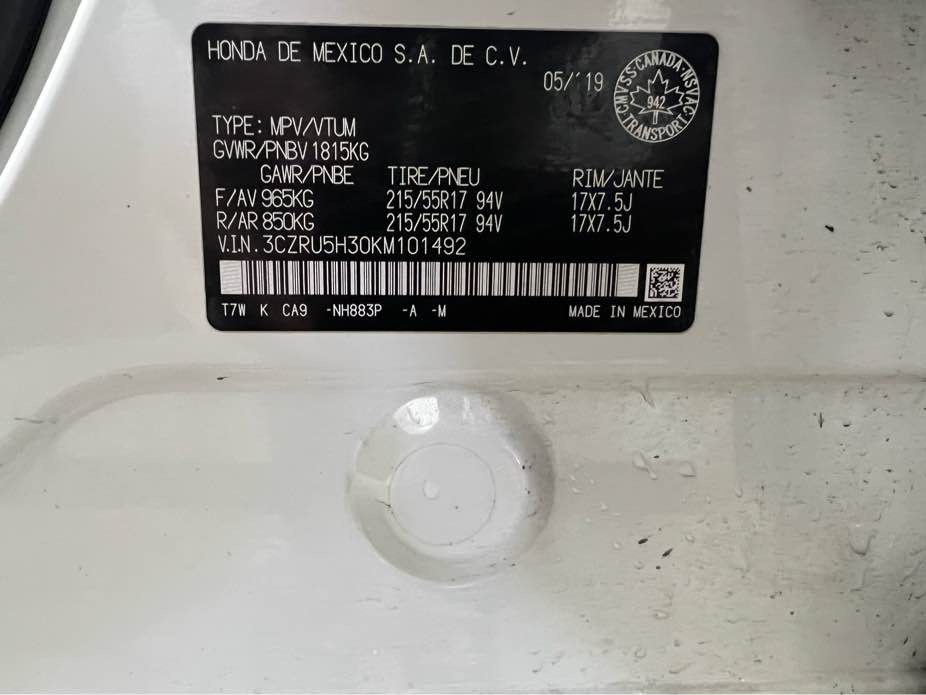 HONDA DE MEXICO S.A. DE C.V.
05/'19
CANADA
CMVSS · NSVAC
942
TRANSPORT
TYPE: MPV/VTUM
GVWR/PNBV 1815KG
GAWR/PNBE TIRE/PNEU RIM/JANTE
F/AV 965KG 215/55R17 94V 17X7.5J
R/AR 850KG 215/55R17 94V 17X7.5J
V.I.N. 3CZRU5H30KM101492
T7W K CA9 -NH883P -A -M MADE IN MEXICO